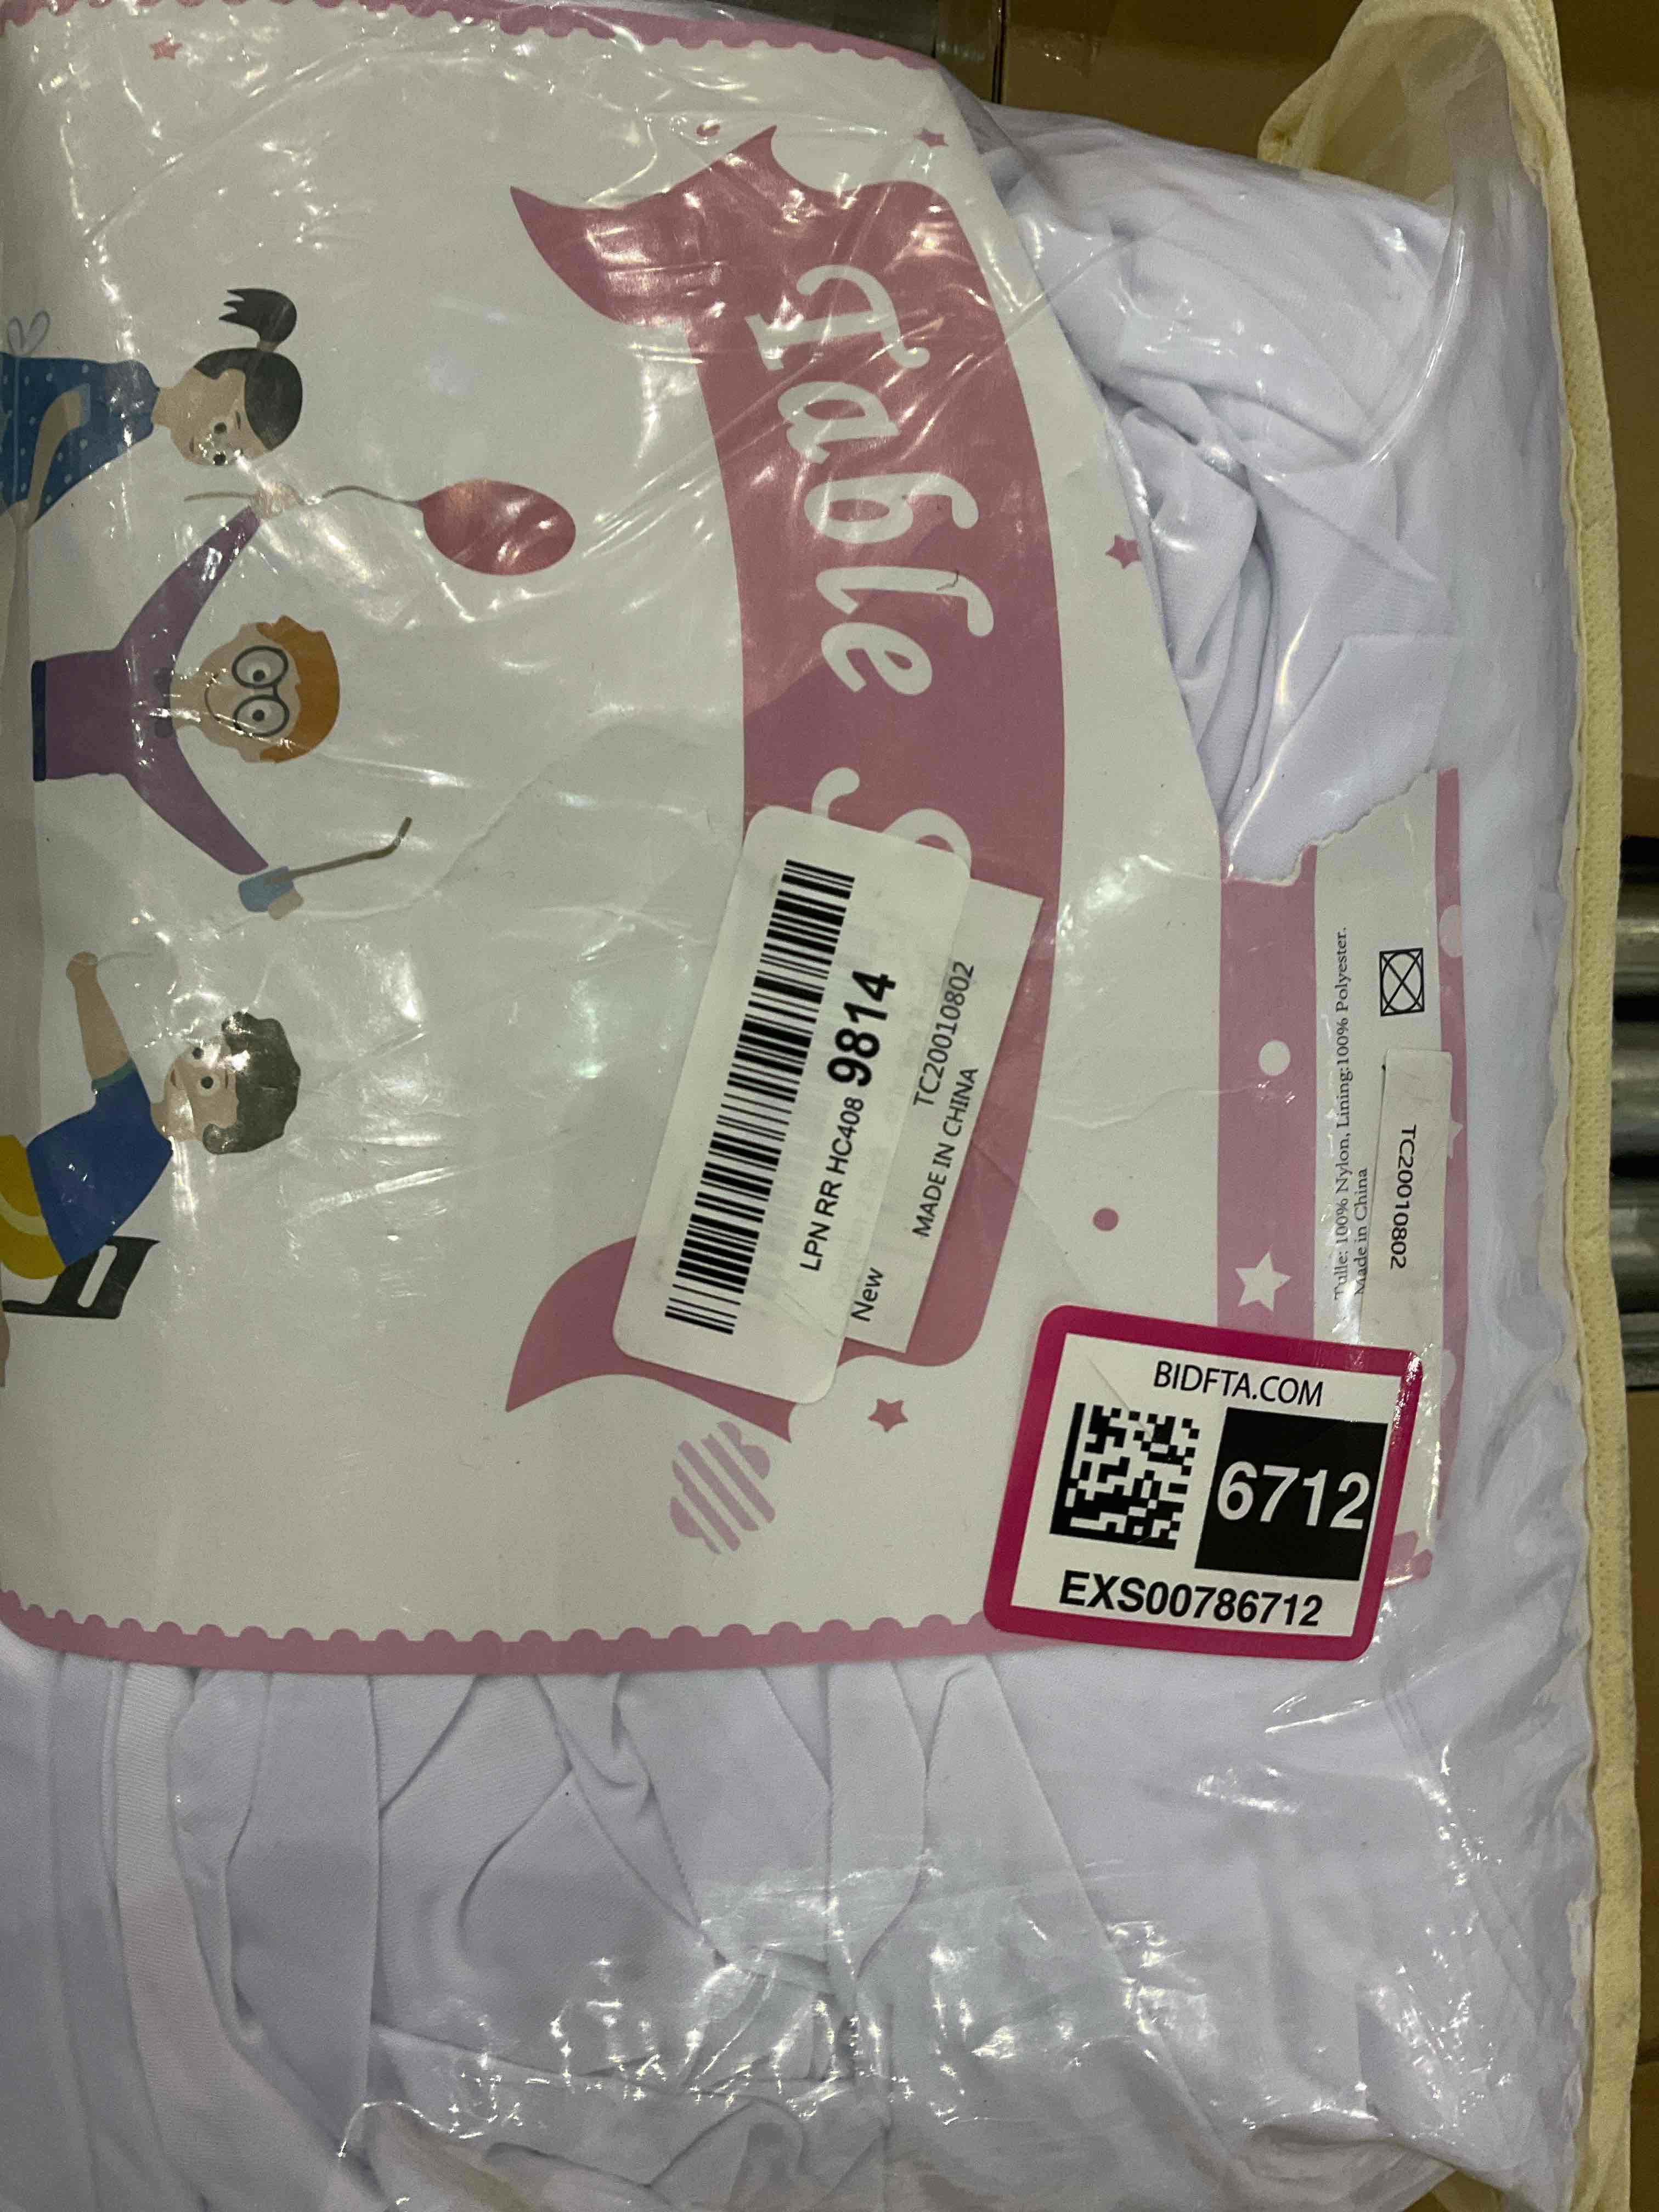 Table
LPN RR HC408 9814
New
TC20010802
MADE IN CHINA
Tulle: 100% Nylon, Lining:100% Polyester.
Made in China
TC20010802
BIDFTA.COM
6712
EXS00786712